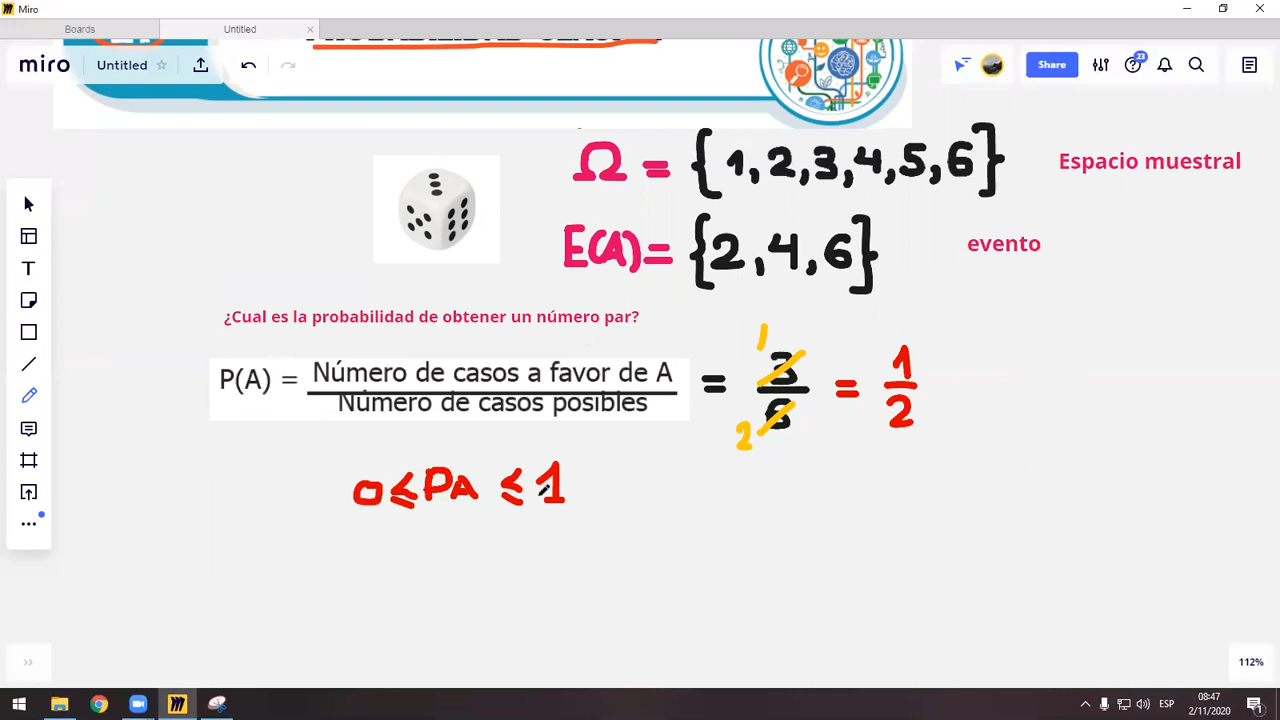 Miro
Boards
Untitled
miro
Untitled
Share
23
Ω = {1,2,3,4,5,6}
Espacio muestral
E(A)= {2,4,6}
evento
¿Cual es la probabilidad de obtener un número par?
P(A) = Número de casos a favor de A
Número de casos posibles
= 3/6 = 1/2
1
2
0≤PA ≤1
T
112%
ESP
08:47
2/11/2020
1